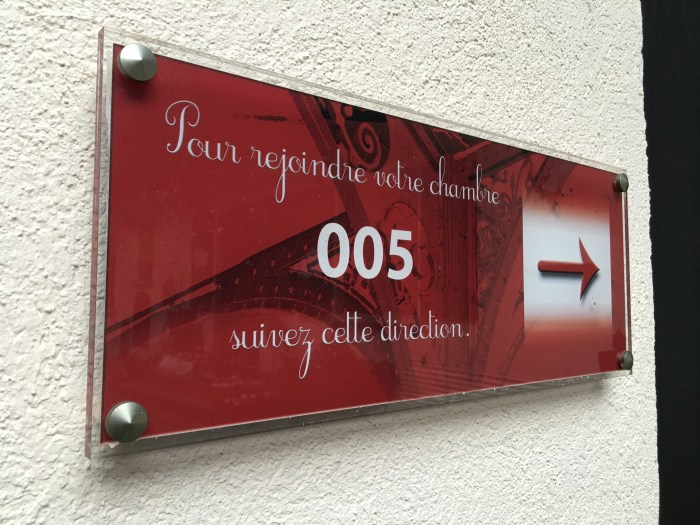 Pour rejoindre votre chambre
005
suivez cette direction.